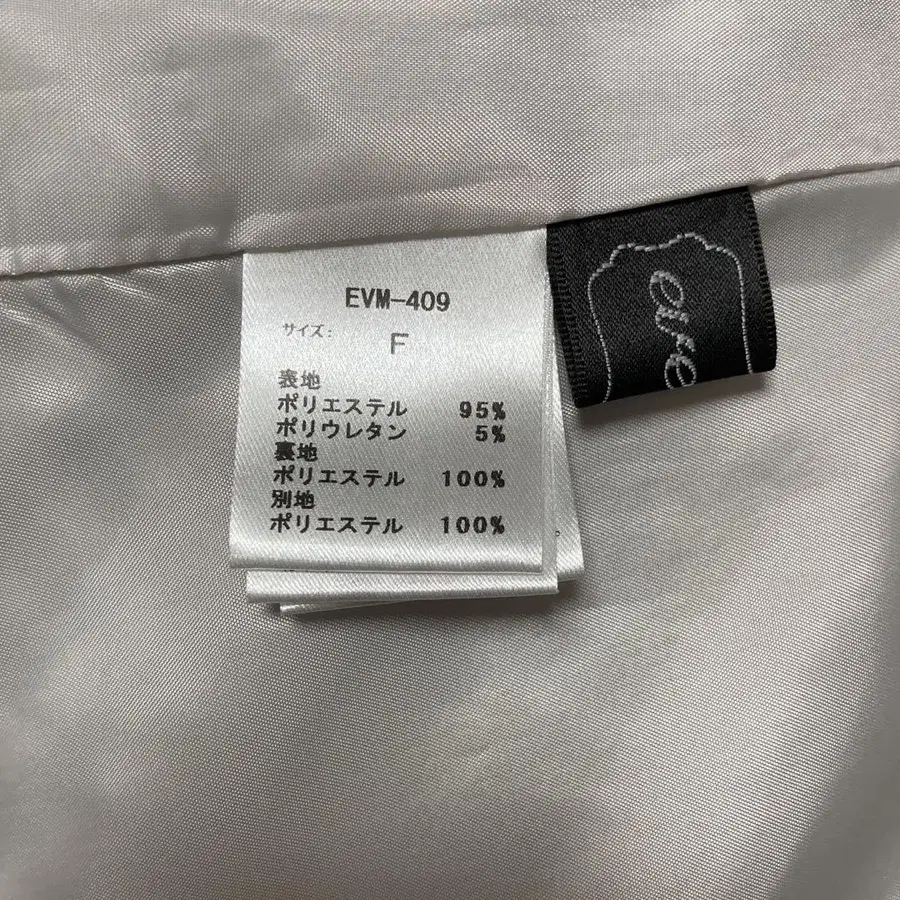 EVM-409
サイズ: F
表地
ポリエステル 95%
ポリウレタン 5%
裏地
ポリエステル 100%
別地
ポリエステル 100%